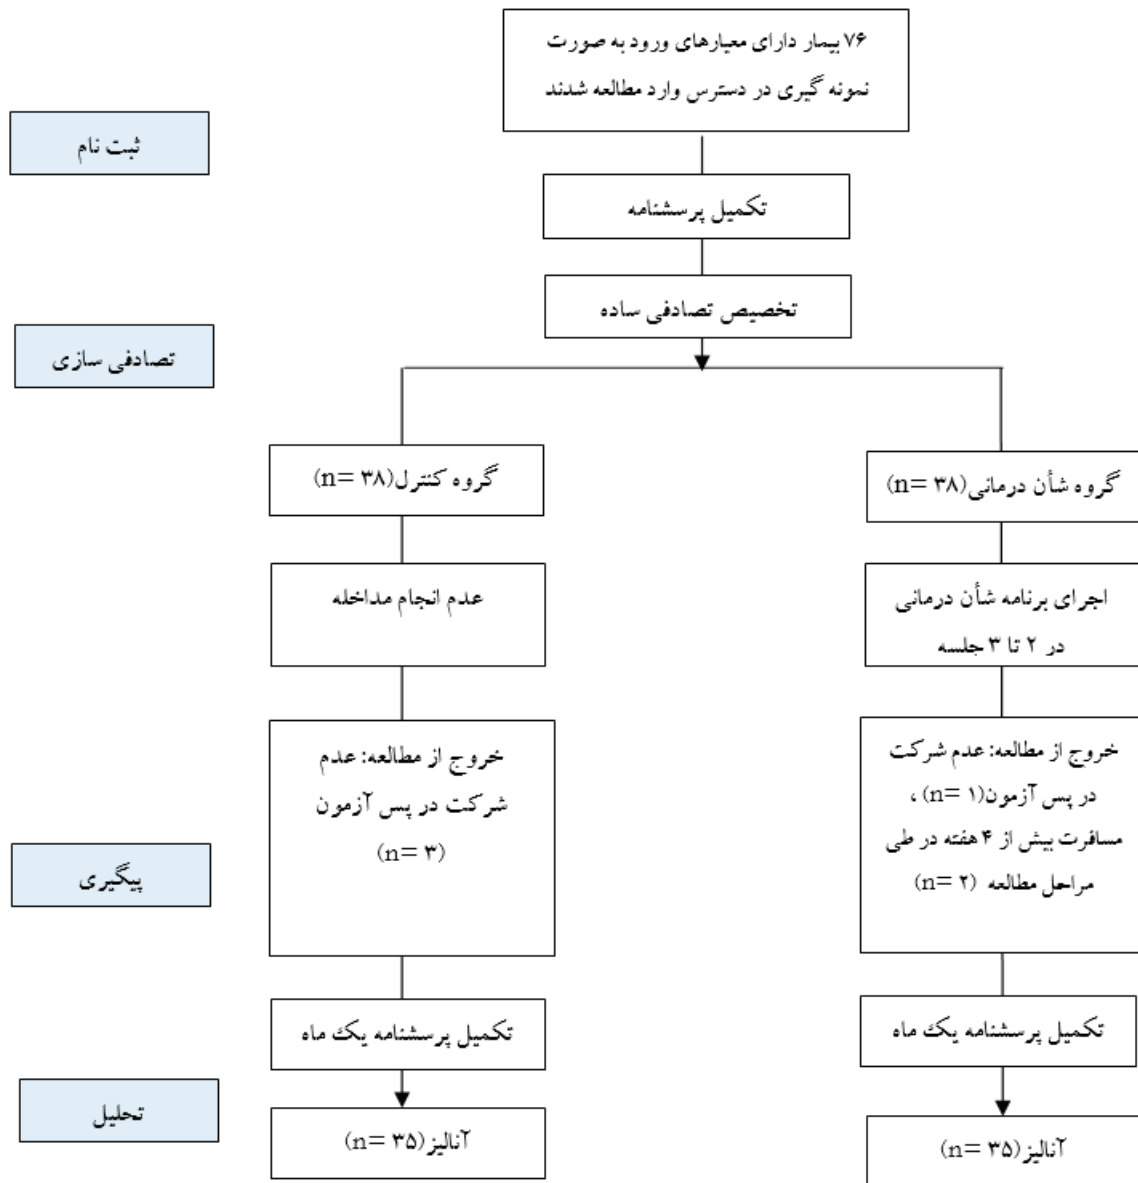 ۷۶ بیمار دارای معیارهای ورود به صورت
نمونه گیری در دسترس وارد مطالعه شدند
ثبت نام
تکمیل پرسشنامه
تخصیص تصادفی ساده
تصادفی سازی
گروه شأن درمانی(n= ۳۸)
گروه کنترل(n= ۳۸)
اجرای برنامه شأن درمانی
در ۲ تا ۳ جلسه
عدم انجام مداخله
خروج از مطالعه: عدم شرکت
در پس آزمون(n= ۱) ،
مسافرت بیش از ۴ هفته در طی
مراحل مطالعه (n= ۲)
خروج از مطالعه: عدم
شرکت در پس آزمون
(n= ۳)
پیگیری
تکمیل پرسشنامه یک ماه
تکمیل پرسشنامه یک ماه
تحلیل
آنالیز(n= ۳۵)
آنالیز(n= ۳۵)